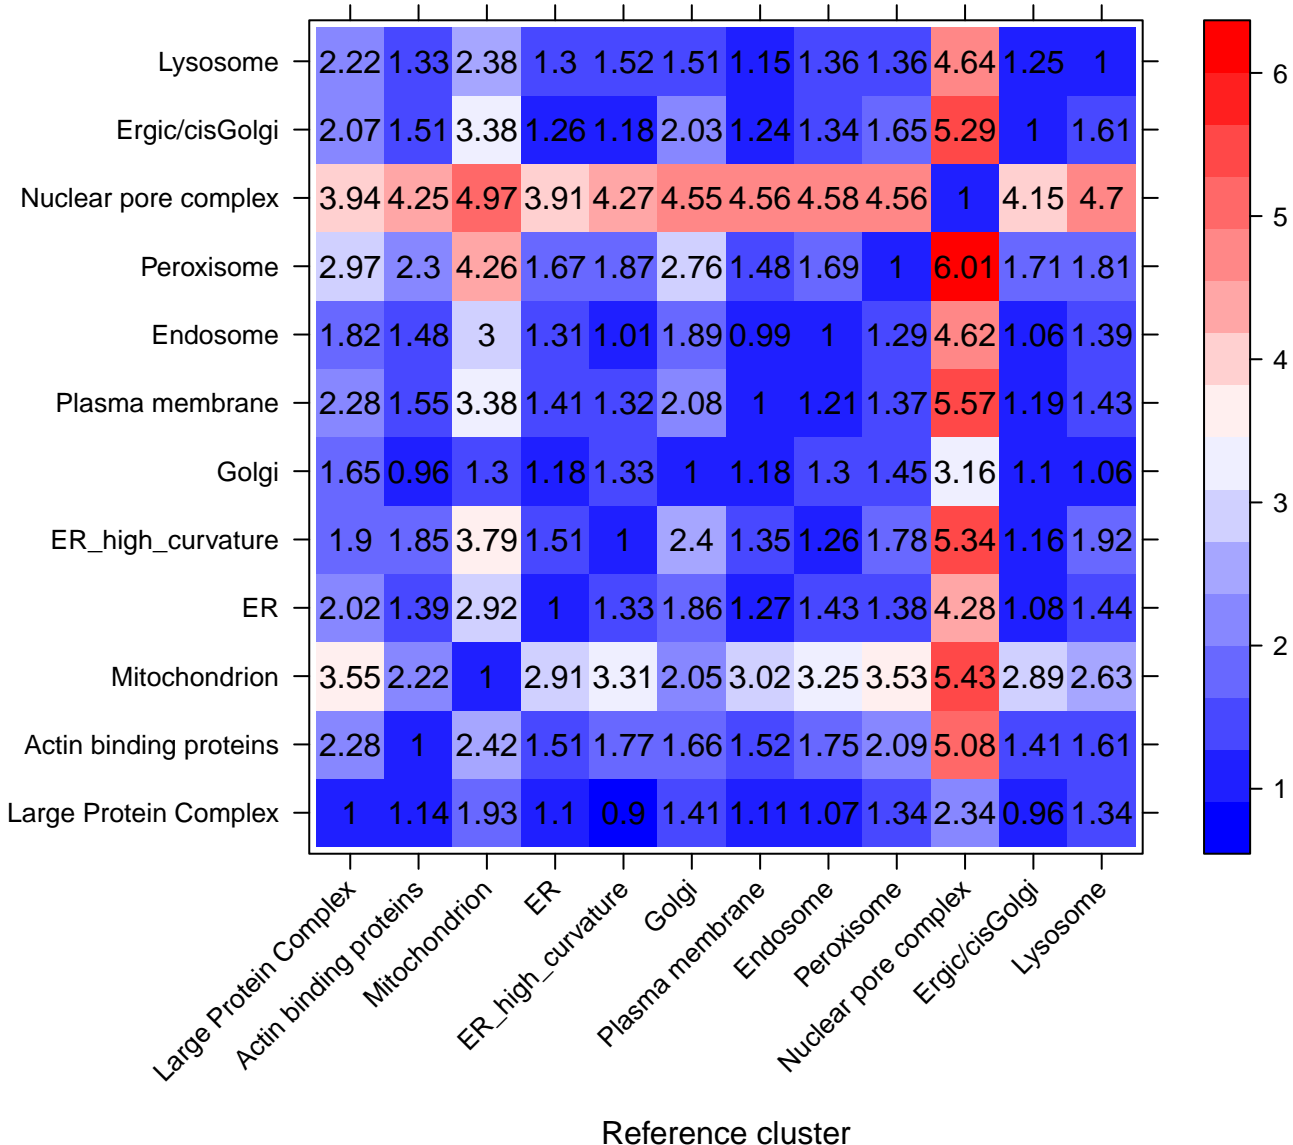 Lysosome 2.22 1.33 2.38 1.3 1.52 1.51 1.15 1.36 1.36 4.64 1.25 1
Ergic/cisGolgi 2.07 1.51 3.38 1.26 1.18 2.03 1.24 1.34 1.65 5.29 1 1.61
Nuclear pore complex 3.94 4.25 4.97 3.91 4.27 4.55 4.56 4.58 4.56 1 4.15 4.7
Peroxisome 2.97 2.3 4.26 1.67 1.87 2.76 1.48 1.69 1 6.01 1.71 1.81
Endosome 1.82 1.48 3 1.31 1.01 1.89 0.99 1 1.29 4.62 1.06 1.39
Plasma membrane 2.28 1.55 3.38 1.41 1.32 2.08 1 1.21 1.37 5.57 1.19 1.43
Golgi 1.65 0.96 1.3 1.18 1.33 1 1.18 1.3 1.45 3.16 1.1 1.06
ER_high_curvature 1.9 1.85 3.79 1.51 1 2.4 1.35 1.26 1.78 5.34 1.16 1.92
ER 2.02 1.39 2.92 1 1.33 1.86 1.27 1.43 1.38 4.28 1.08 1.44
Mitochondrion 3.55 2.22 1 2.91 3.31 2.05 3.02 3.25 3.53 5.43 2.89 2.63
Actin binding proteins 2.28 1 2.42 1.51 1.77 1.66 1.52 1.75 2.09 5.08 1.41 1.61
Large Protein Complex 1 1.14 1.93 1.1 0.9 1.41 1.11 1.07 1.34 2.34 0.96 1.34
Large Protein Complex
Actin binding proteins
Mitochondrion
ER
ER_high_curvature
Golgi
Plasma membrane
Endosome
Peroxisome
Nuclear pore complex
Ergic/cisGolgi
Lysosome
Reference cluster
6
5
4
3
2
1